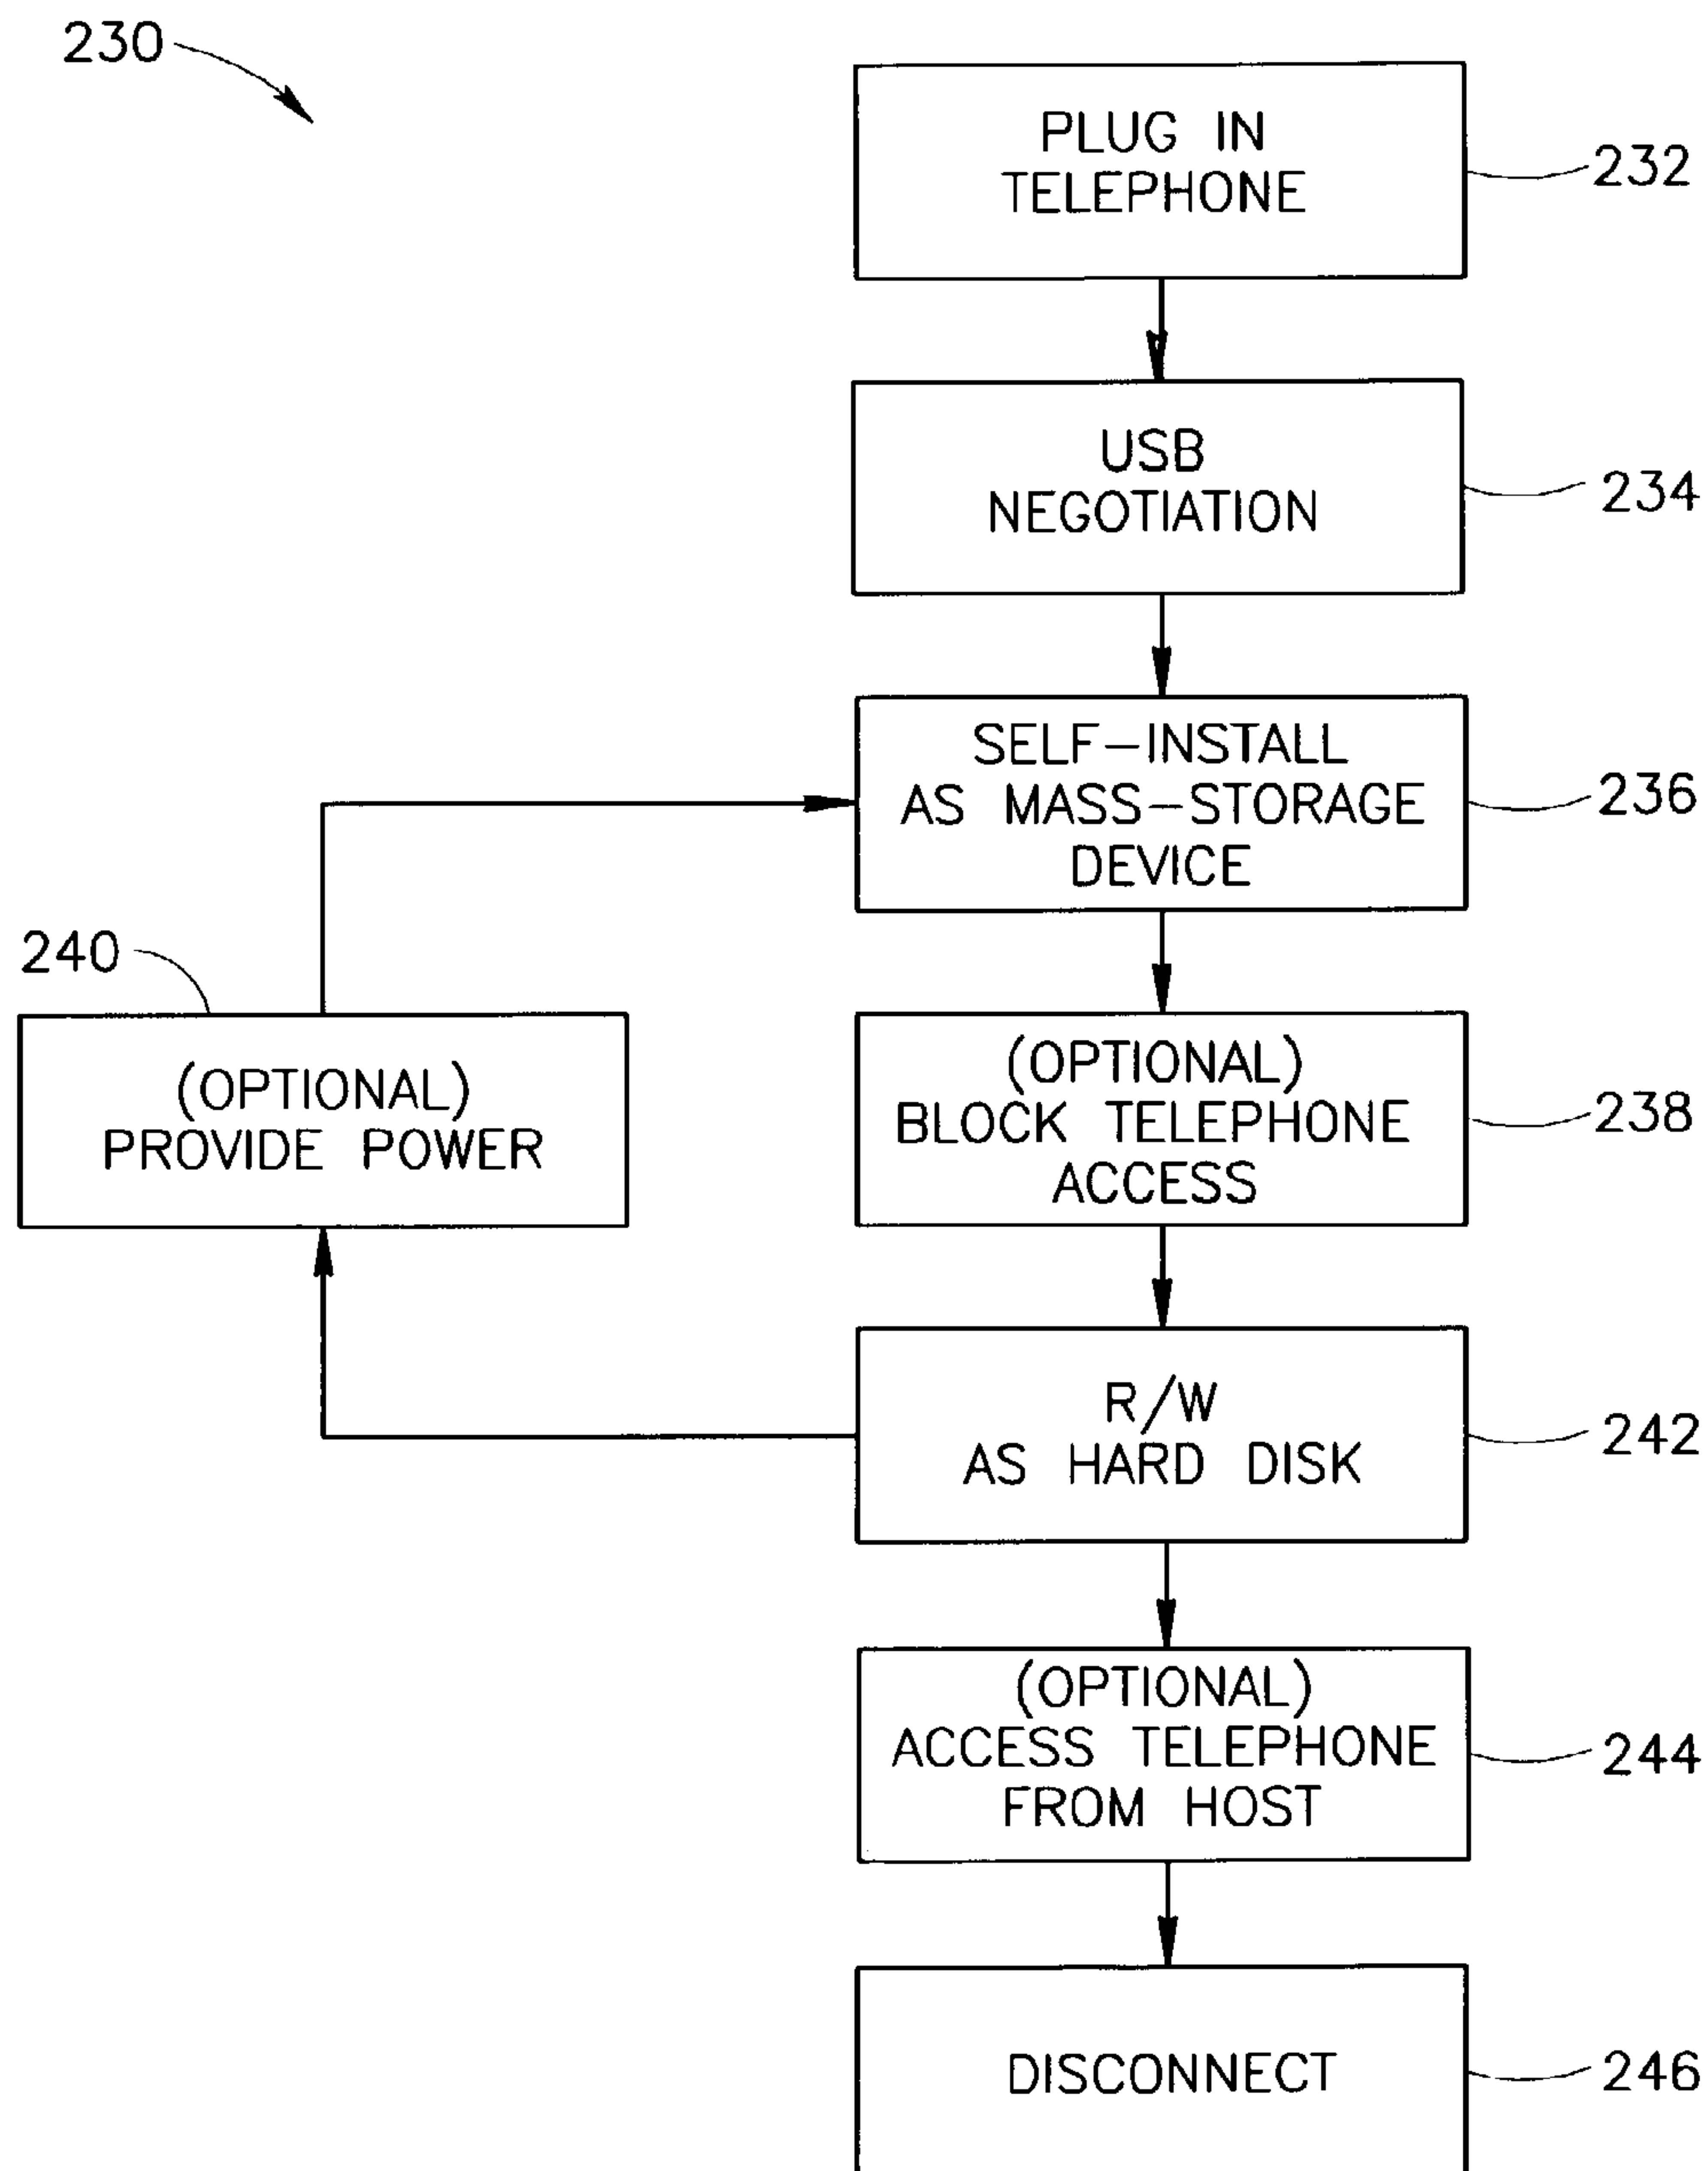 230
PLUG IN
TELEPHONE
232
USB
NEGOTIATION
234
SELF-INSTALL
AS MASS-STORAGE
DEVICE
236
240
(OPTIONAL)
PROVIDE POWER
(OPTIONAL)
BLOCK TELEPHONE
ACCESS
238
R/W
AS HARD DISK
242
(OPTIONAL)
ACCESS TELEPHONE
FROM HOST
244
DISCONNECT
246